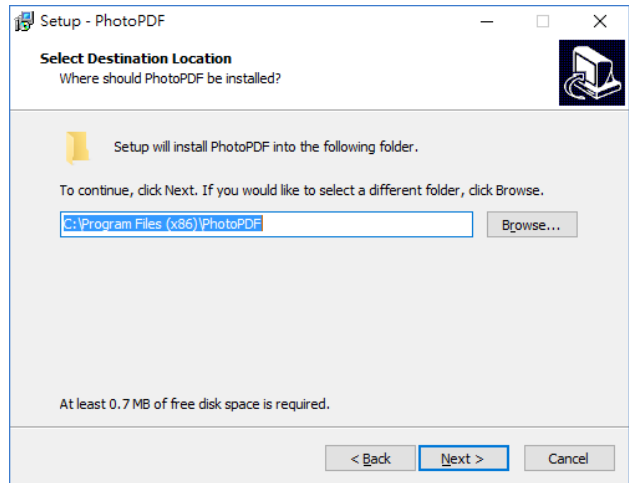 Setup - PhotoPDF
Select Destination Location
Where should PhotoPDF be installed?
Setup will install PhotoPDF into the following folder.
To continue, click Next. If you would like to select a different folder, click Browse.
C:\Program Files (x86)\PhotoPDF
Browse...
At least 0.7 MB of free disk space is required.
< Back
Next >
Cancel